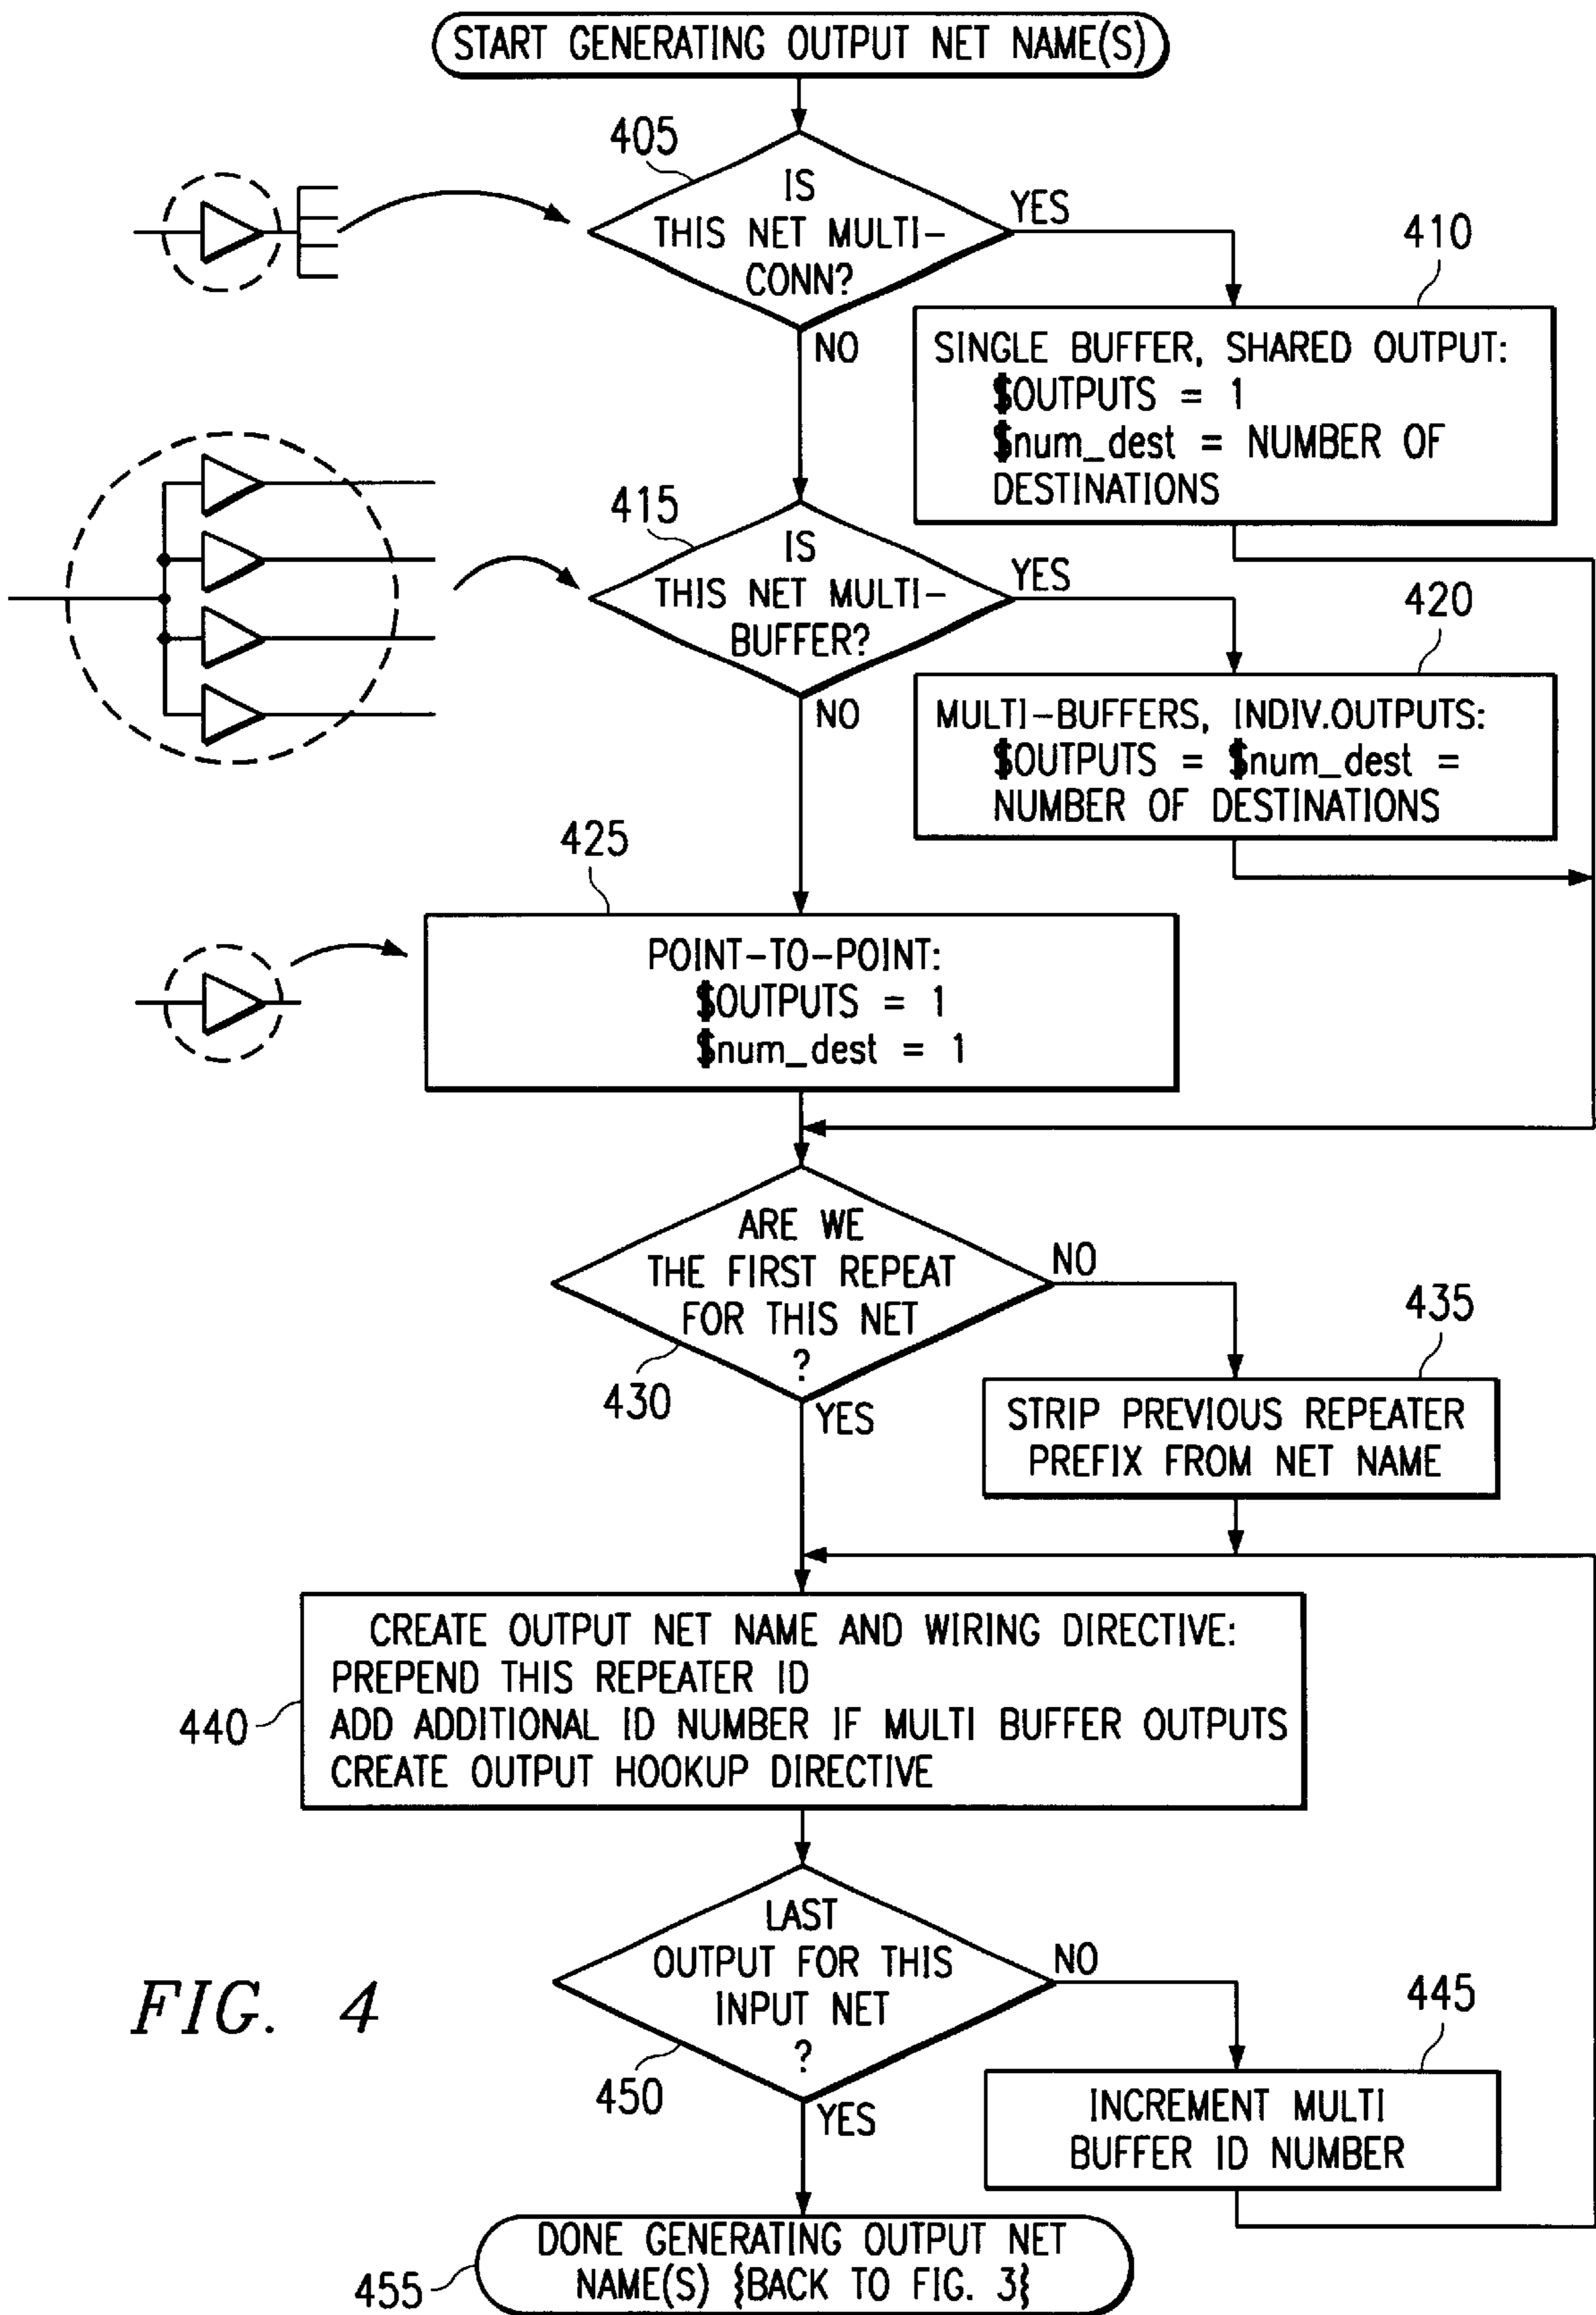 START GENERATING OUTPUT NET NAME(S)
405
IS
THIS NET MULTI-
CONN?
YES
NO
410
SINGLE BUFFER, SHARED OUTPUT:
$OUTPUTS = 1
$num_dest = NUMBER OF
DESTINATIONS
415
IS
THIS NET MULTI-
BUFFER?
YES
NO
420
MULTI-BUFFERS, INDIV.OUTPUTS:
$OUTPUTS = $num_dest =
NUMBER OF DESTINATIONS
425
POINT-TO-POINT:
$OUTPUTS = 1
$num_dest = 1
ARE WE
THE FIRST REPEAT
FOR THIS NET
?
430
NO
YES
435
STRIP PREVIOUS REPEATER
PREFIX FROM NET NAME
440
CREATE OUTPUT NET NAME AND WIRING DIRECTIVE:
PREPEND THIS REPEATER ID
ADD ADDITIONAL ID NUMBER IF MULTI BUFFER OUTPUTS
CREATE OUTPUT HOOKUP DIRECTIVE
LAST
OUTPUT FOR THIS
INPUT NET
?
450
NO
YES
445
INCREMENT MULTI
BUFFER ID NUMBER
FIG. 4
455
DONE GENERATING OUTPUT NET
NAME(S) {BACK TO FIG. 3}